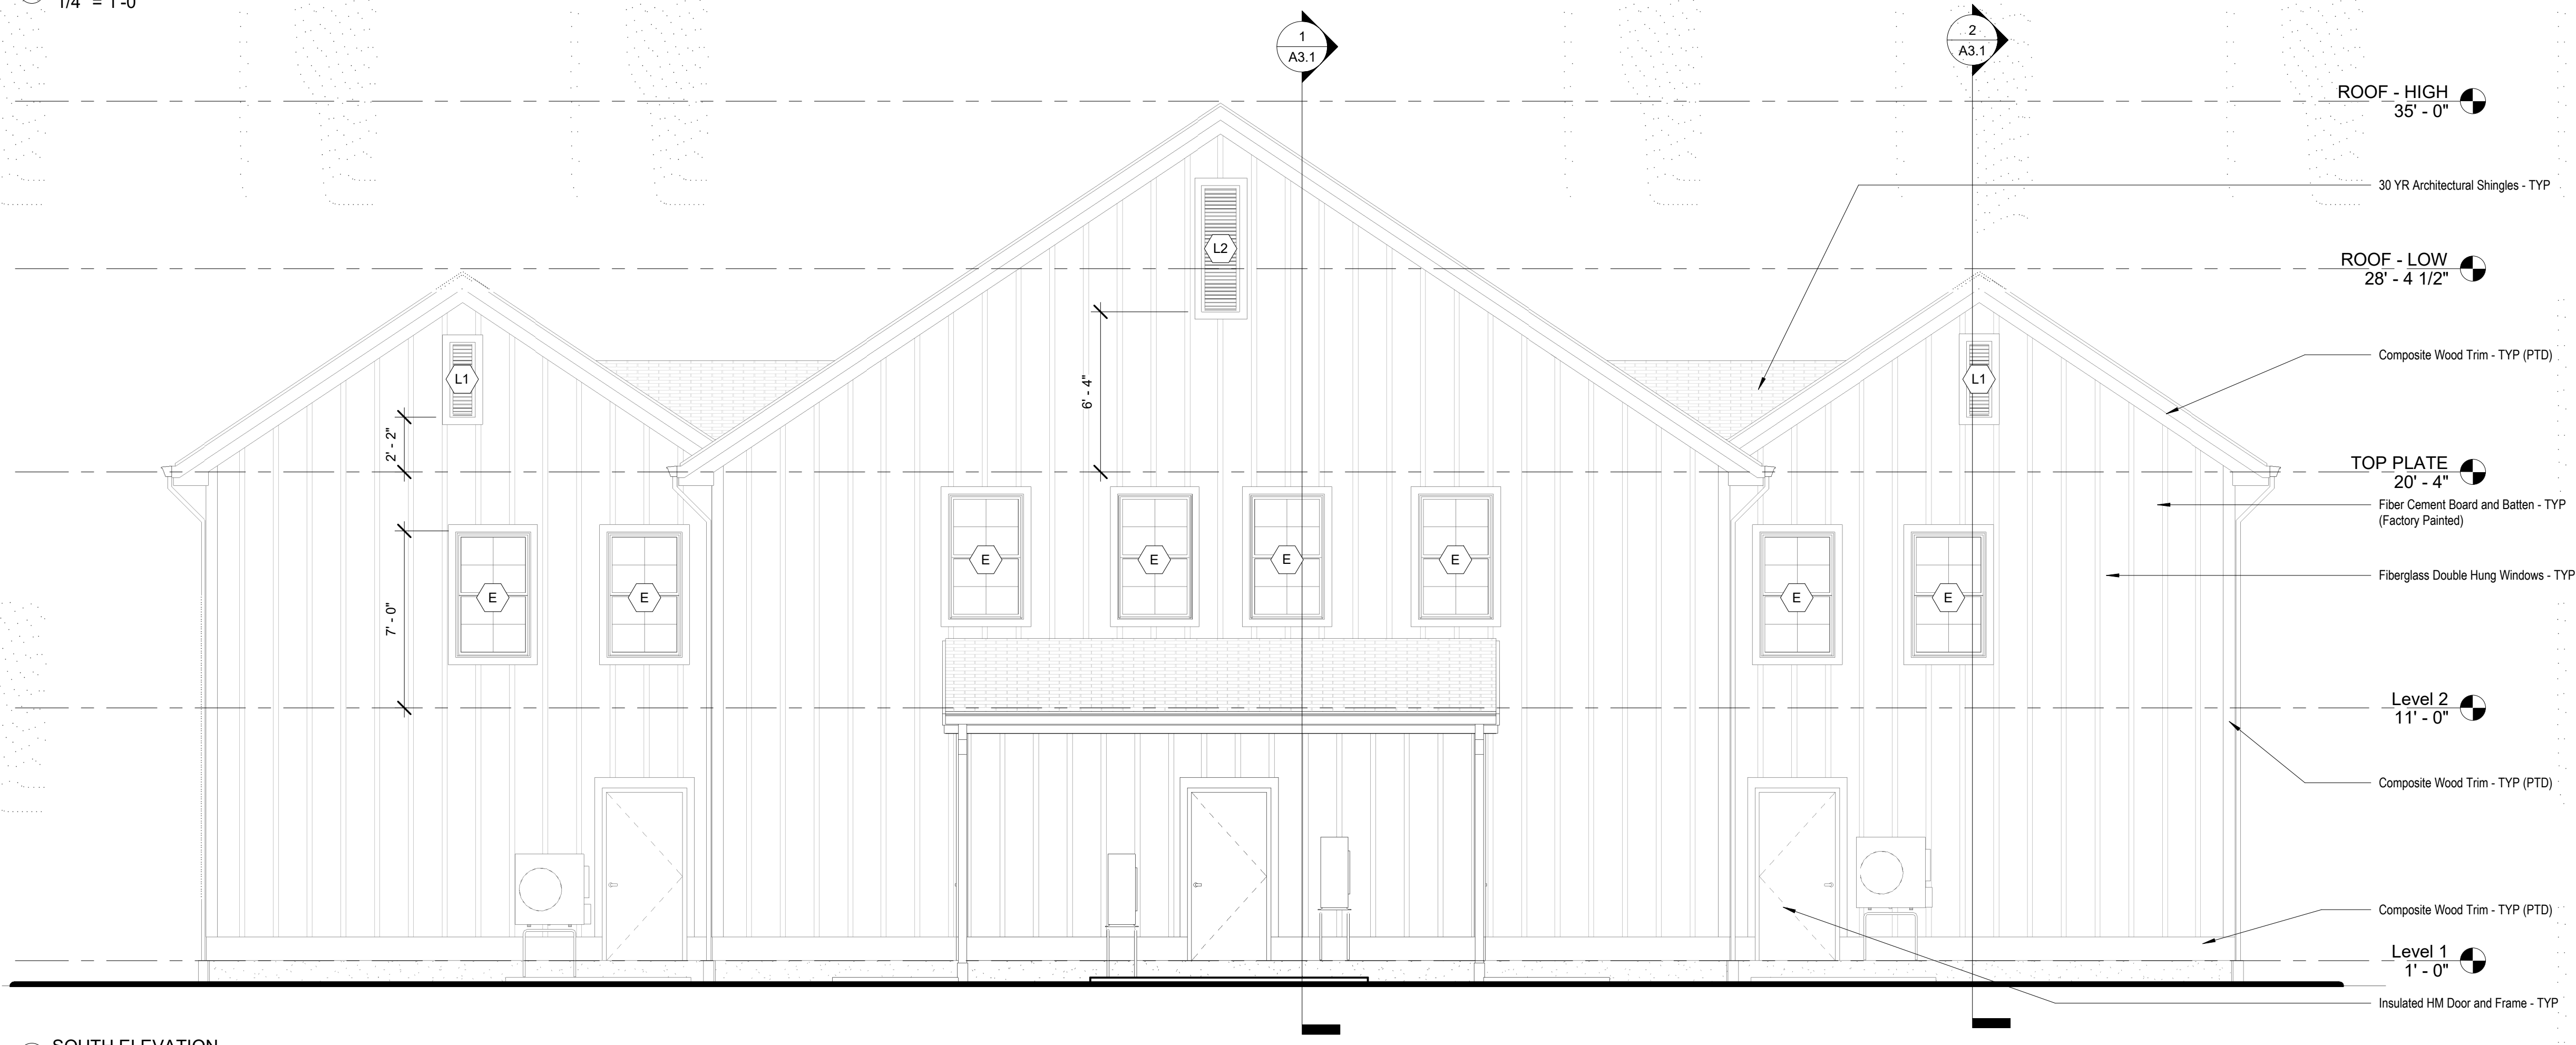 1/4" = 1'-0"
1
A3.1
2
A3.1
ROOF - HIGH
35' - 0"
30 YR Architectural Shingles - TYP
L2
ROOF - LOW
28' - 4 1/2"
6' - 4"
Composite Wood Trim - TYP (PTD)
L1
L1
2' - 2"
TOP PLATE
20' - 4"
Fiber Cement Board and Batten - TYP
(Factory Painted)
E
E
E
E
Fiberglass Double Hung Windows - TYP
E
E
E
E
7' - 0"
Level 2
11' - 0"
Composite Wood Trim - TYP (PTD)
Composite Wood Trim - TYP (PTD)
Level 1
1' - 0"
Insulated HM Door and Frame - TYP
SOUTH ELEVATION